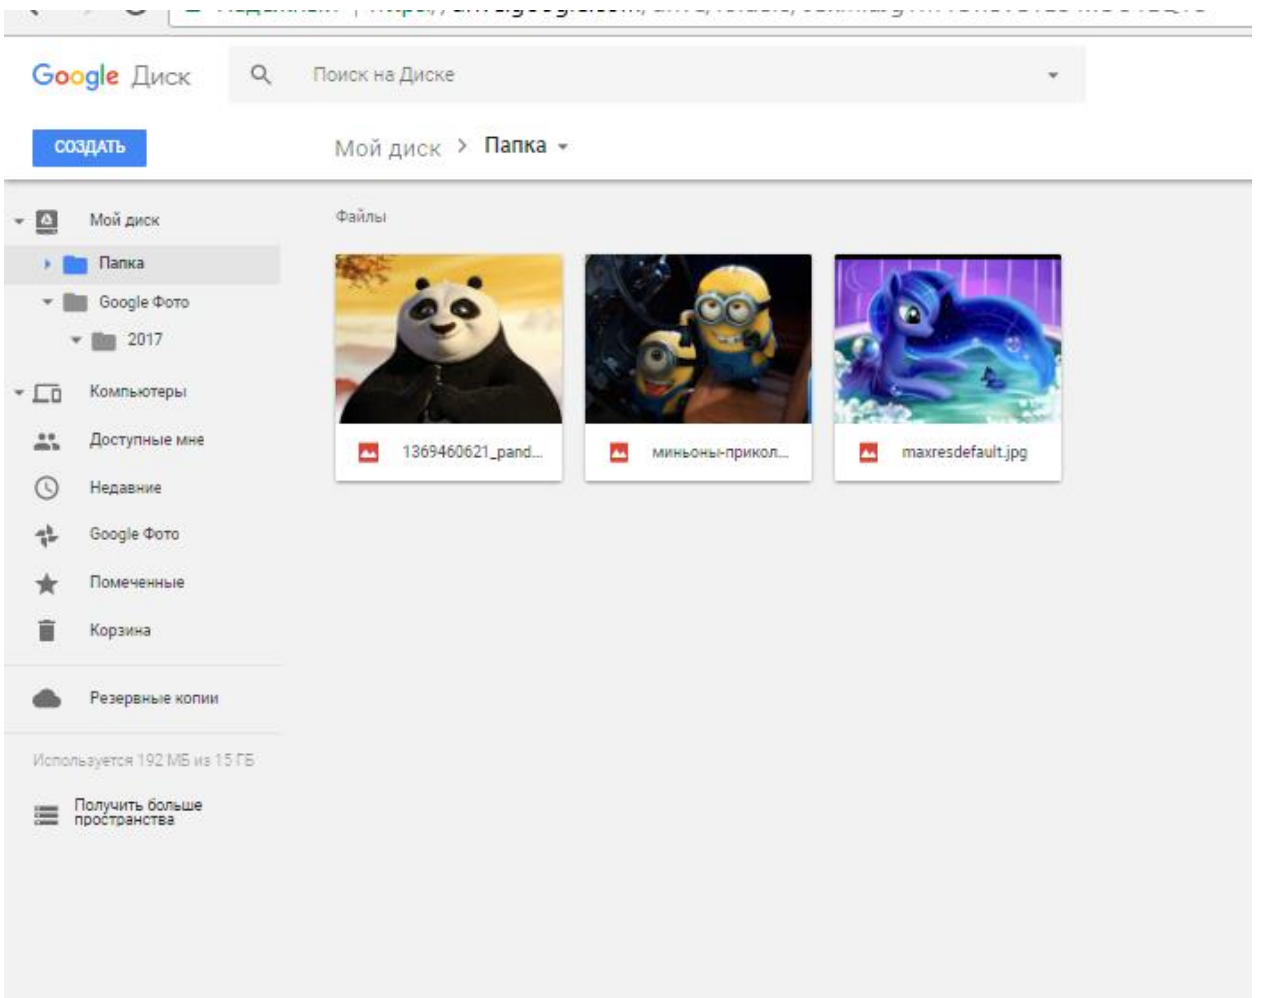 Google Диск
Поиск на Диске
СОЗДАТЬ
Мой диск > Папка
Мой диск
Папка
Google Фото
2017
Компьютеры
Доступные мне
Недавние
Google Фото
Помеченные
Корзина
Резервные копии
Используется 192 МБ из 15 ГБ
Получить больше
пространства
Файлы
1369460621_pand...
миньоны-прикол...
maxresdefault.jpg